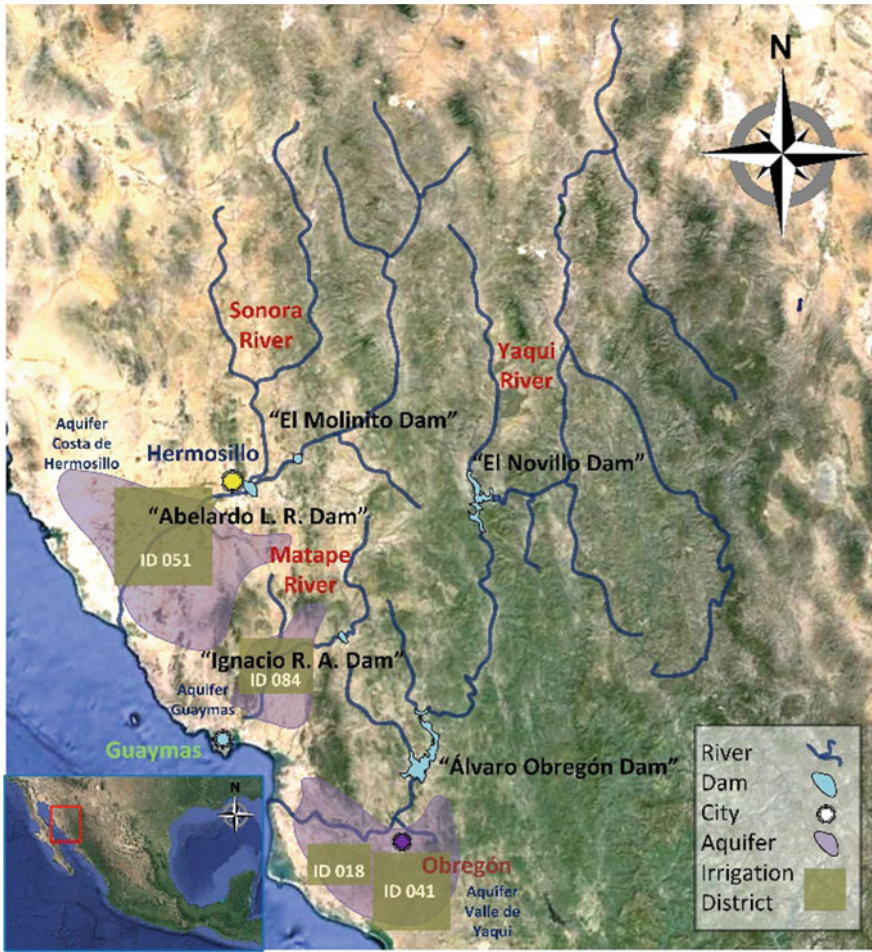 N
Sonora
River
Yaqui
River
"El Molinito Dam"
Aquifer
Costa de
Hermosillo
Hermosillo
"El Novillo Dam"
"Abelardo L. R. Dam"
ID 051
Matape
River
"Ignacio R. A. Dam"
ID 084
Aquifer
Guaymas
Guaymas
"Álvaro Obregón Dam"
N
ID 018
ID 041
Obregón
Aquifer
Valle de
Yaqui
River
Dam
City
Aquifer
Irrigation
District